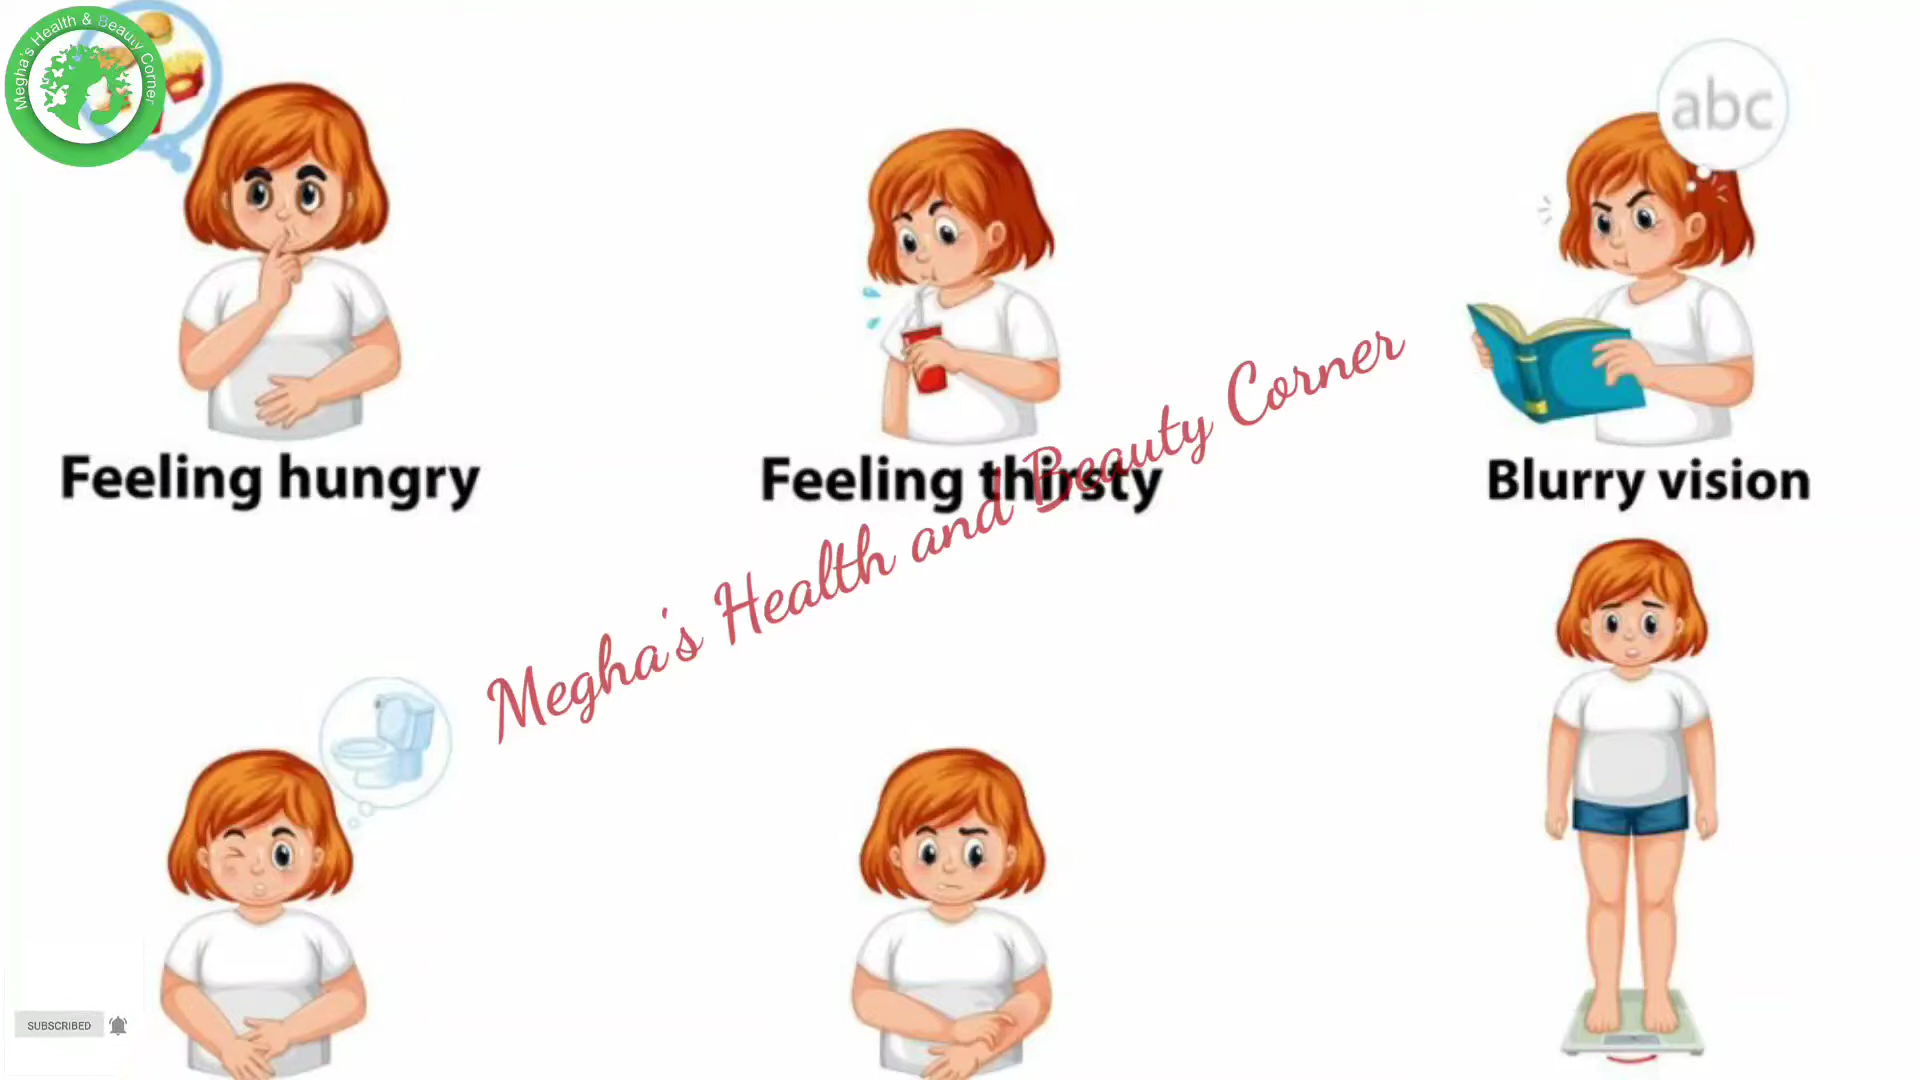 Megha's Health & Beauty Corner
abc
Feeling hungry
Feeling thirsty
Blurry vision
Megha's Health and Beauty Corner
SUBSCRIBED